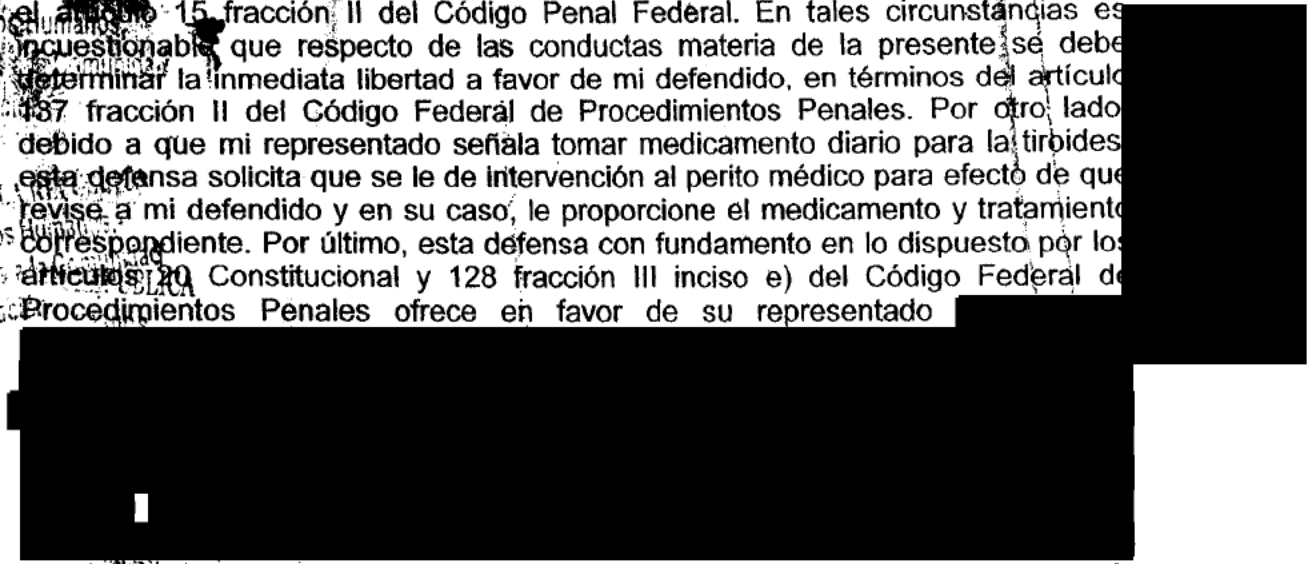 el artículo 15 fracción II del Código Penal Federal. En tales circunstancias es
incuestionable que respecto de las conductas materia de la presente se debe
determinar la inmediata libertad a favor de mi defendido, en términos del artículo
137 fracción II del Código Federal de Procedimientos Penales. Por otro lado
debido a que mi representado señala tomar medicamento diario para la tiroides
esta defensa solicita que se le de intervención al perito médico para efecto de que
revise a mi defendido y en su caso, le proporcione el medicamento y tratamiento
correspondiente. Por último, esta defensa con fundamento en lo dispuesto por los
artículos 20 Constitucional y 128 fracción III inciso e) del Código Federal de
Procedimientos Penales ofrece en favor de su representado